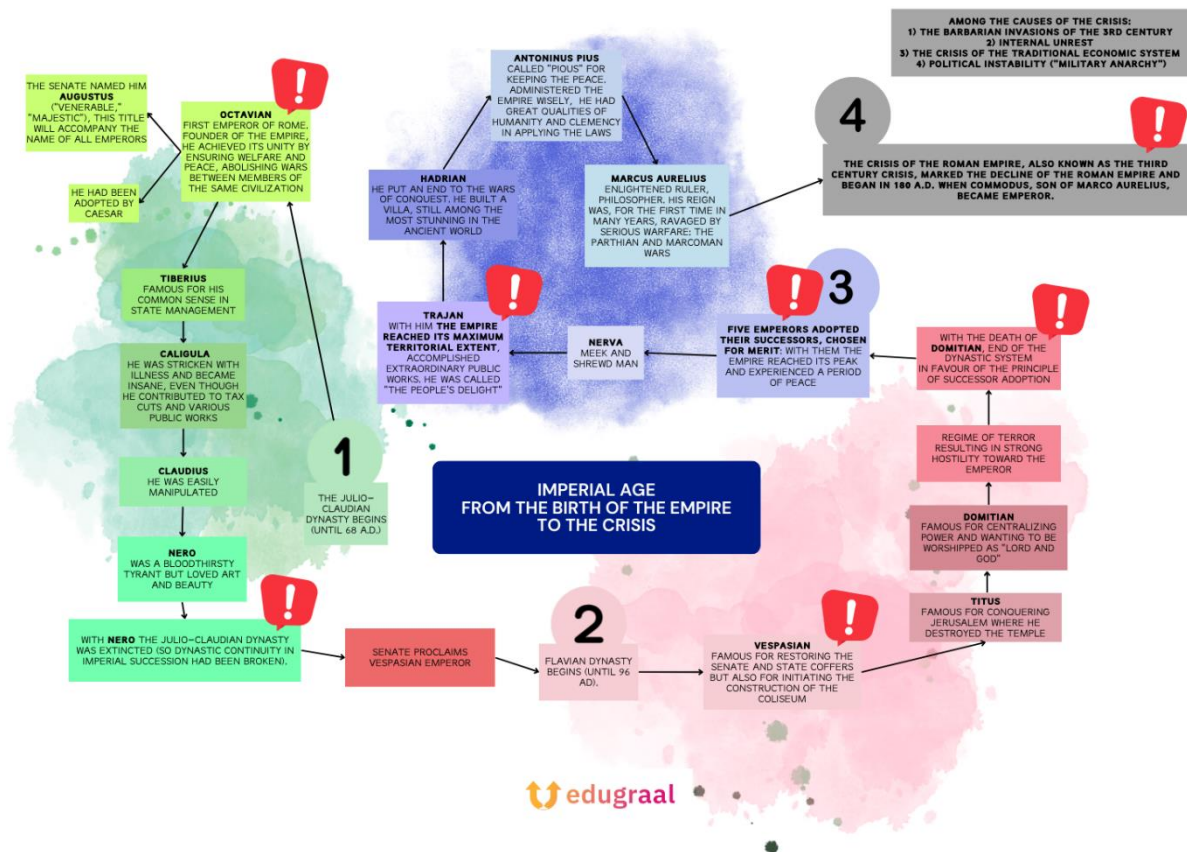 IMPERIAL AGE
FROM THE BIRTH OF THE EMPIRE
TO THE CRISIS
1
THE JULIO-
CLAUDIAN
DYNASTY BEGINS
(UNTIL 68 A.D.)
OCTAVIAN
FIRST EMPEROR OF ROME.
FOUNDER OF THE EMPIRE,
HE ACHIEVED ITS UNITY BY
ENSURING WELFARE AND
PEACE, ABOLISHING WARS
BETWEEN MEMBERS OF
THE SAME CIVILIZATION
!
THE SENATE NAMED HIM
AUGUSTUS
("VENERABLE,"
"MAJESTIC"), THIS TITLE
WILL ACCOMPANY THE
NAME OF ALL EMPERORS
HE HAD BEEN
ADOPTED BY
CAESAR
TIBERIUS
FAMOUS FOR HIS
COMMON SENSE IN
STATE MANAGEMENT
CALIGULA
HE WAS STRICKEN WITH
ILLNESS AND BECAME
INSANE, EVEN THOUGH
HE CONTRIBUTED TO TAX
CUTS AND VARIOUS
PUBLIC WORKS
CLAUDIUS
HE WAS EASILY
MANIPULATED
NERO
WAS A BLOODTHIRSTY
TYRANT BUT LOVED ART
AND BEAUTY
!
WITH NERO THE JULIO-CLAUDIAN DYNASTY
WAS EXTINCTED (SO DYNASTIC CONTINUITY IN
IMPERIAL SUCCESSION HAD BEEN BROKEN).
SENATE PROCLAIMS
VESPASIAN EMPEROR
2
FLAVIAN DYNASTY
BEGINS (UNTIL 96
AD).
!
VESPASIAN
FAMOUS FOR RESTORING THE
SENATE AND STATE COFFERS
BUT ALSO FOR INITIATING THE
CONSTRUCTION OF THE
COLISEUM
TITUS
FAMOUS FOR CONQUERING
JERUSALEM WHERE HE
DESTROYED THE TEMPLE
DOMITIAN
FAMOUS FOR CENTRALIZING
POWER AND WANTING TO BE
WORSHIPPED AS "LORD AND
GOD"
REGIME OF TERROR
RESULTING IN STRONG
HOSTILITY TOWARD THE
EMPEROR
!
WITH THE DEATH OF
DOMITIAN, END OF THE
DYNASTIC SYSTEM
IN FAVOUR OF THE PRINCIPLE
OF SUCCESSOR ADOPTION
3
!
FIVE EMPERORS ADOPTED
THEIR SUCCESSORS, CHOSEN
FOR MERIT: WITH THEM THE
EMPIRE REACHED ITS PEAK
AND EXPERIENCED A PERIOD
OF PEACE
NERVA
MEEK AND
SHREWD MAN
!
TRAJAN
WITH HIM THE EMPIRE
REACHED ITS MAXIMUM
TERRITORIAL EXTENT,
ACCOMPLISHED
EXTRAORDINARY PUBLIC
WORKS. HE WAS CALLED
"THE PEOPLE'S DELIGHT"
HADRIAN
HE PUT AN END TO THE WARS
OF CONQUEST. HE BUILT A
VILLA, STILL AMONG THE
MOST STUNNING IN THE
ANCIENT WORLD
ANTONINUS PIUS
CALLED "PIOUS" FOR
KEEPING THE PEACE.
ADMINISTERED THE
EMPIRE WISELY, HE HAD
GREAT QUALITIES OF
HUMANITY AND CLEMENCY
IN APPLYING THE LAWS
MARCUS AURELIUS
ENLIGHTENED RULER,
PHILOSOPHER. HIS REIGN
WAS, FOR THE FIRST TIME IN
MANY YEARS, RAVAGED BY
SERIOUS WARFARE: THE
PARTHIAN AND MARCOMAN
WARS
4
!
THE CRISIS OF THE ROMAN EMPIRE, ALSO KNOWN AS THE THIRD
CENTURY CRISIS, MARKED THE DECLINE OF THE ROMAN EMPIRE AND
BEGAN IN 180 A.D. WHEN COMMODUS, SON OF MARCO AURELIUS,
BECAME EMPEROR.
AMONG THE CAUSES OF THE CRISIS:
1) THE BARBARIAN INVASIONS OF THE 3RD CENTURY
2) INTERNAL UNREST
3) THE CRISIS OF THE TRADITIONAL ECONOMIC SYSTEM
4) POLITICAL INSTABILITY ("MILITARY ANARCHY")
edugraal